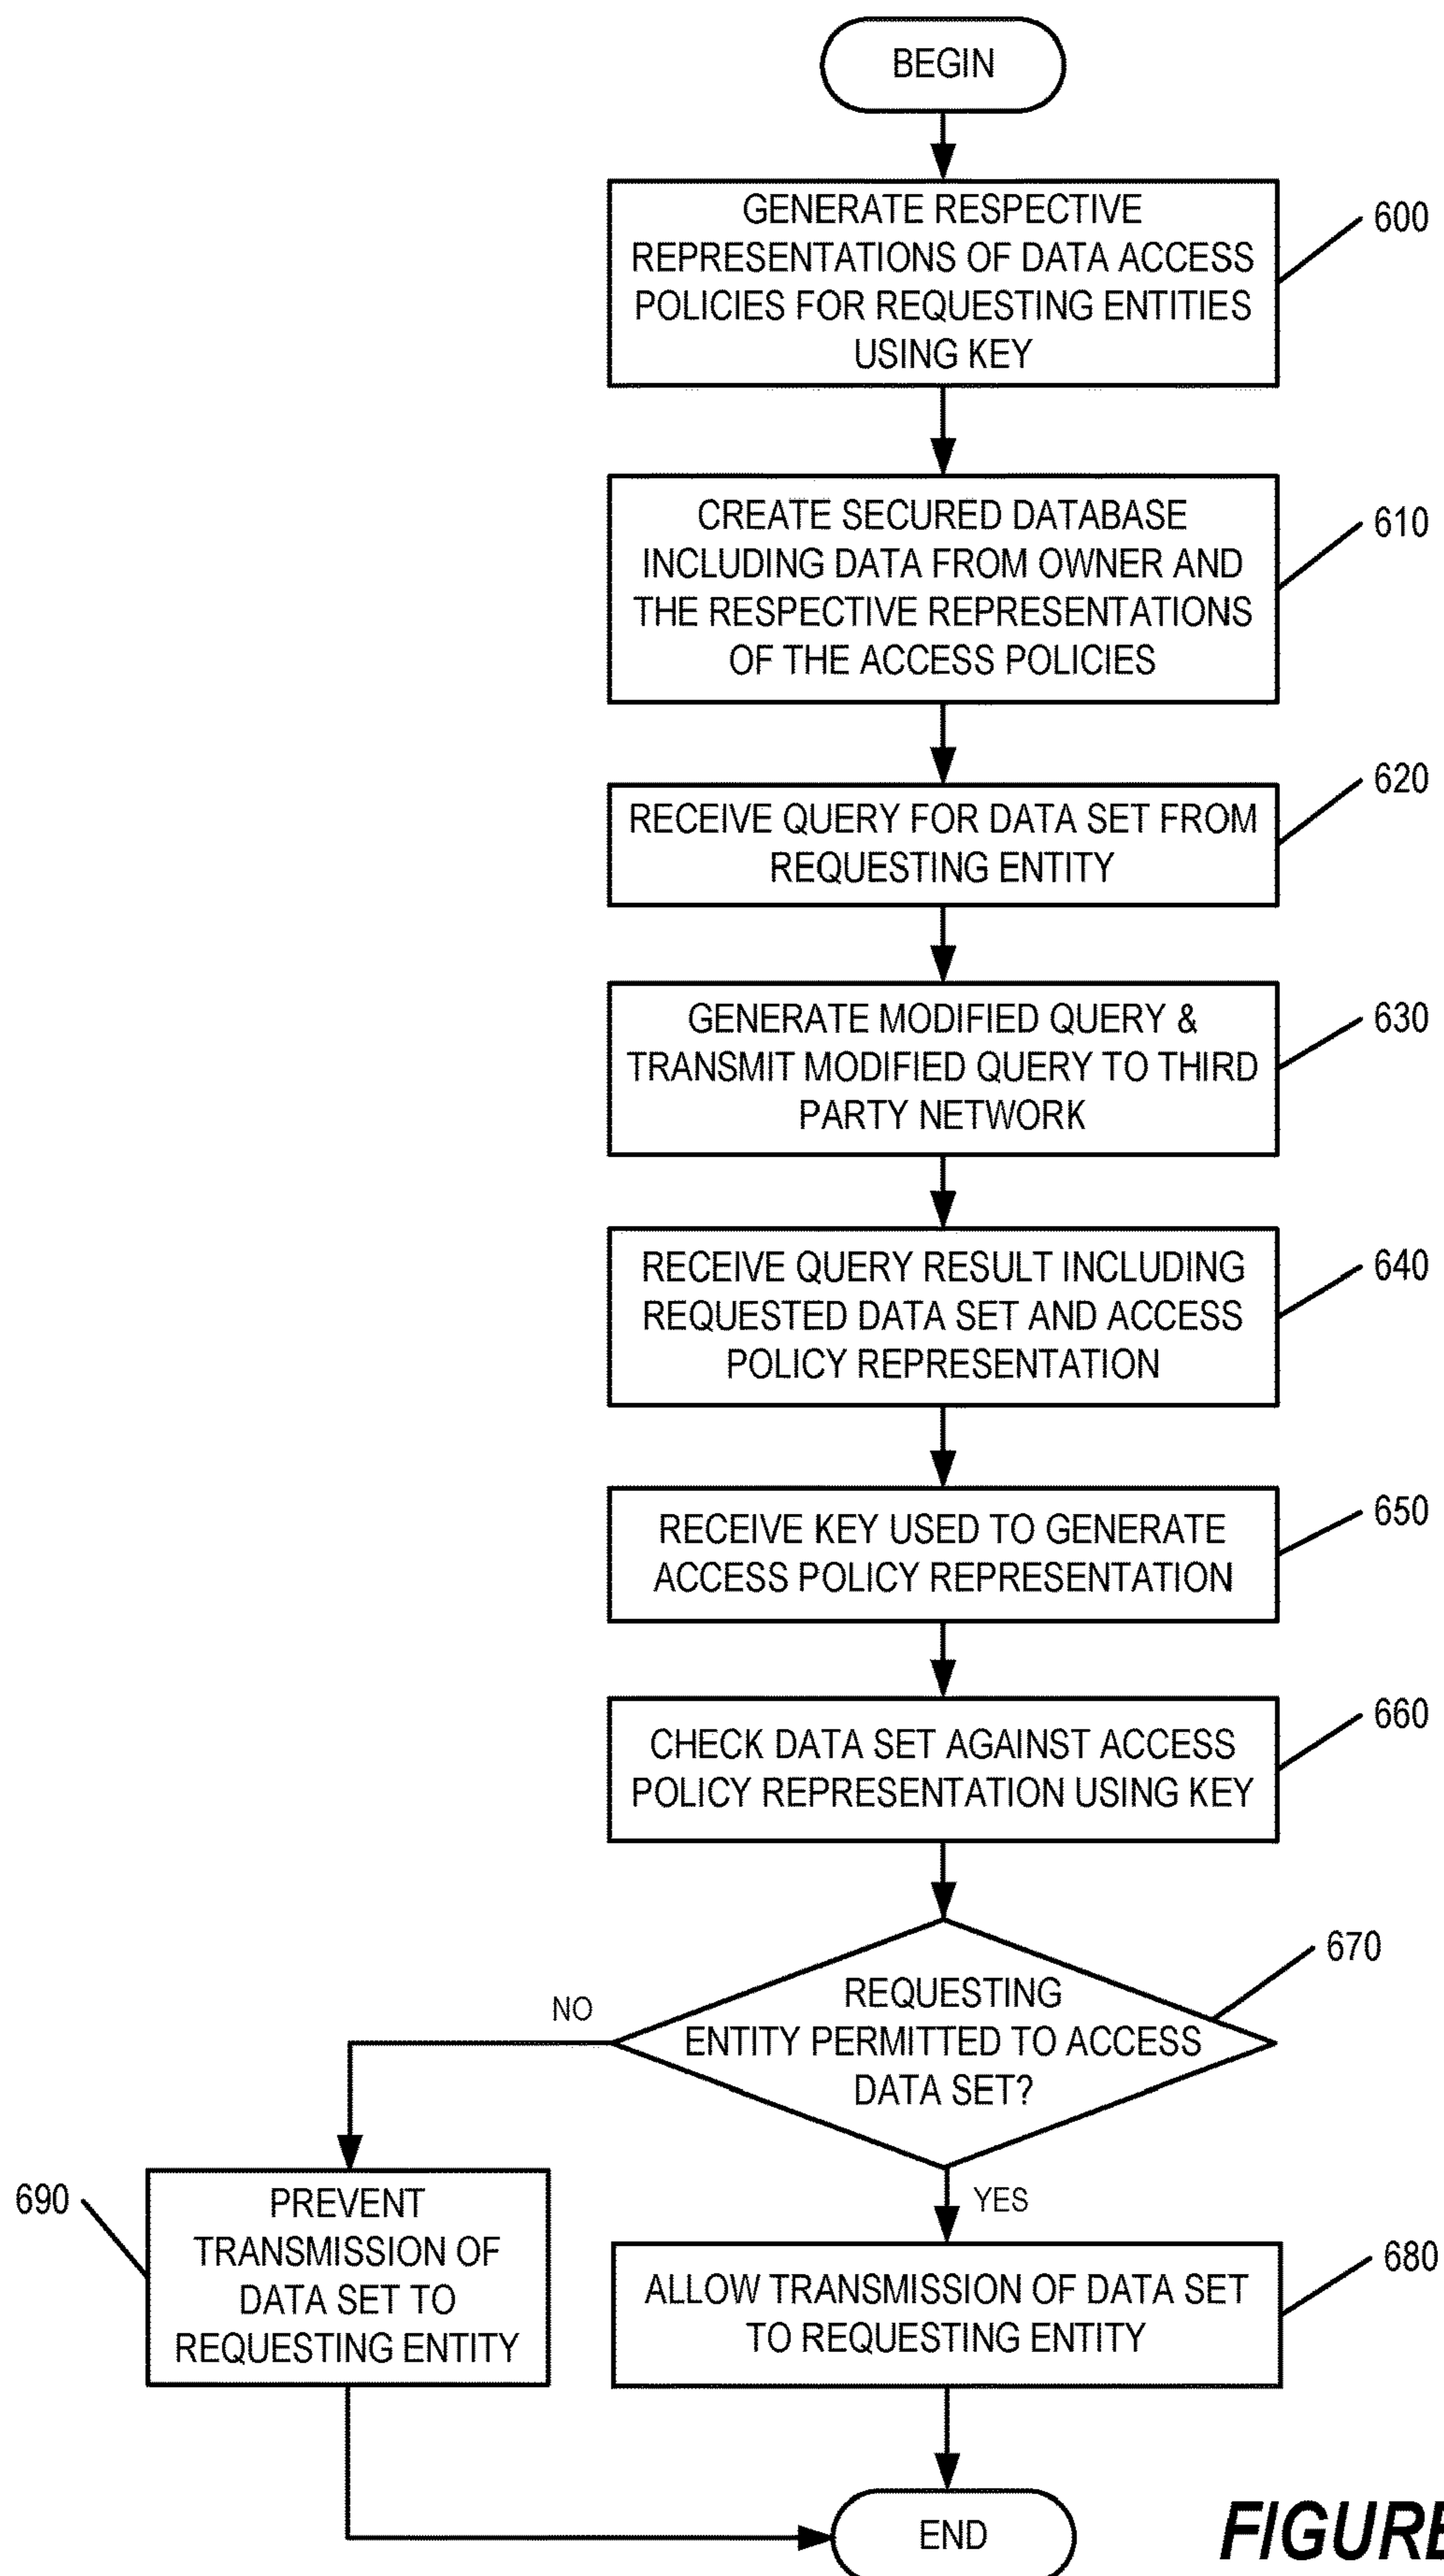 BEGIN
GENERATE RESPECTIVE
REPRESENTATIONS OF DATA ACCESS
POLICIES FOR REQUESTING ENTITIES
USING KEY
600
CREATE SECURED DATABASE
INCLUDING DATA FROM OWNER AND
THE RESPECTIVE REPRESENTATIONS
OF THE ACCESS POLICIES
610
RECEIVE QUERY FOR DATA SET FROM
REQUESTING ENTITY
620
GENERATE MODIFIED QUERY &
TRANSMIT MODIFIED QUERY TO THIRD
PARTY NETWORK
630
RECEIVE QUERY RESULT INCLUDING
REQUESTED DATA SET AND ACCESS
POLICY REPRESENTATION
640
RECEIVE KEY USED TO GENERATE
ACCESS POLICY REPRESENTATION
650
CHECK DATA SET AGAINST ACCESS
POLICY REPRESENTATION USING KEY
660
REQUESTING
ENTITY PERMITTED TO ACCESS
DATA SET?
670
NO
YES
PREVENT
TRANSMISSION OF
DATA SET TO
REQUESTING ENTITY
690
ALLOW TRANSMISSION OF DATA SET
TO REQUESTING ENTITY
680
END
FIGURE